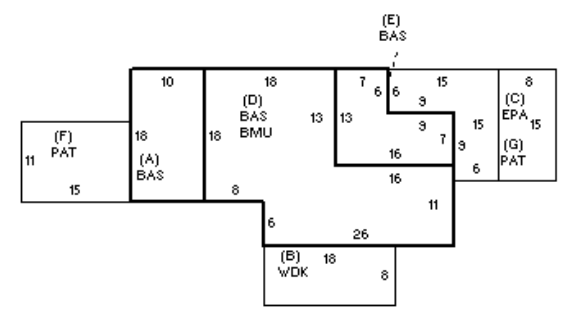 (E)
BAS
10
18
7
15
8
6
6
9
(D)
BAS
BMU
(C)
EPA
15
13
13
9
15
(F)
PAT
18
18
7
9
(G)
PAT
11
(A)
BAS
16
6
15
8
16
11
6
26
(B)
WDK
18
8